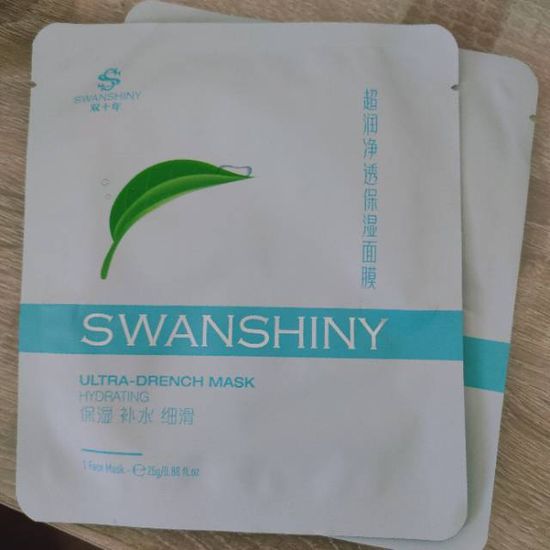 SWANSHINY
双十年
超润净透保湿面膜
SWANSHINY
ULTRA-DRENCH MASK
HYDRATING
保湿 补水 细滑
1 Face Mask - ℮ 25g/0.88 fl.oz